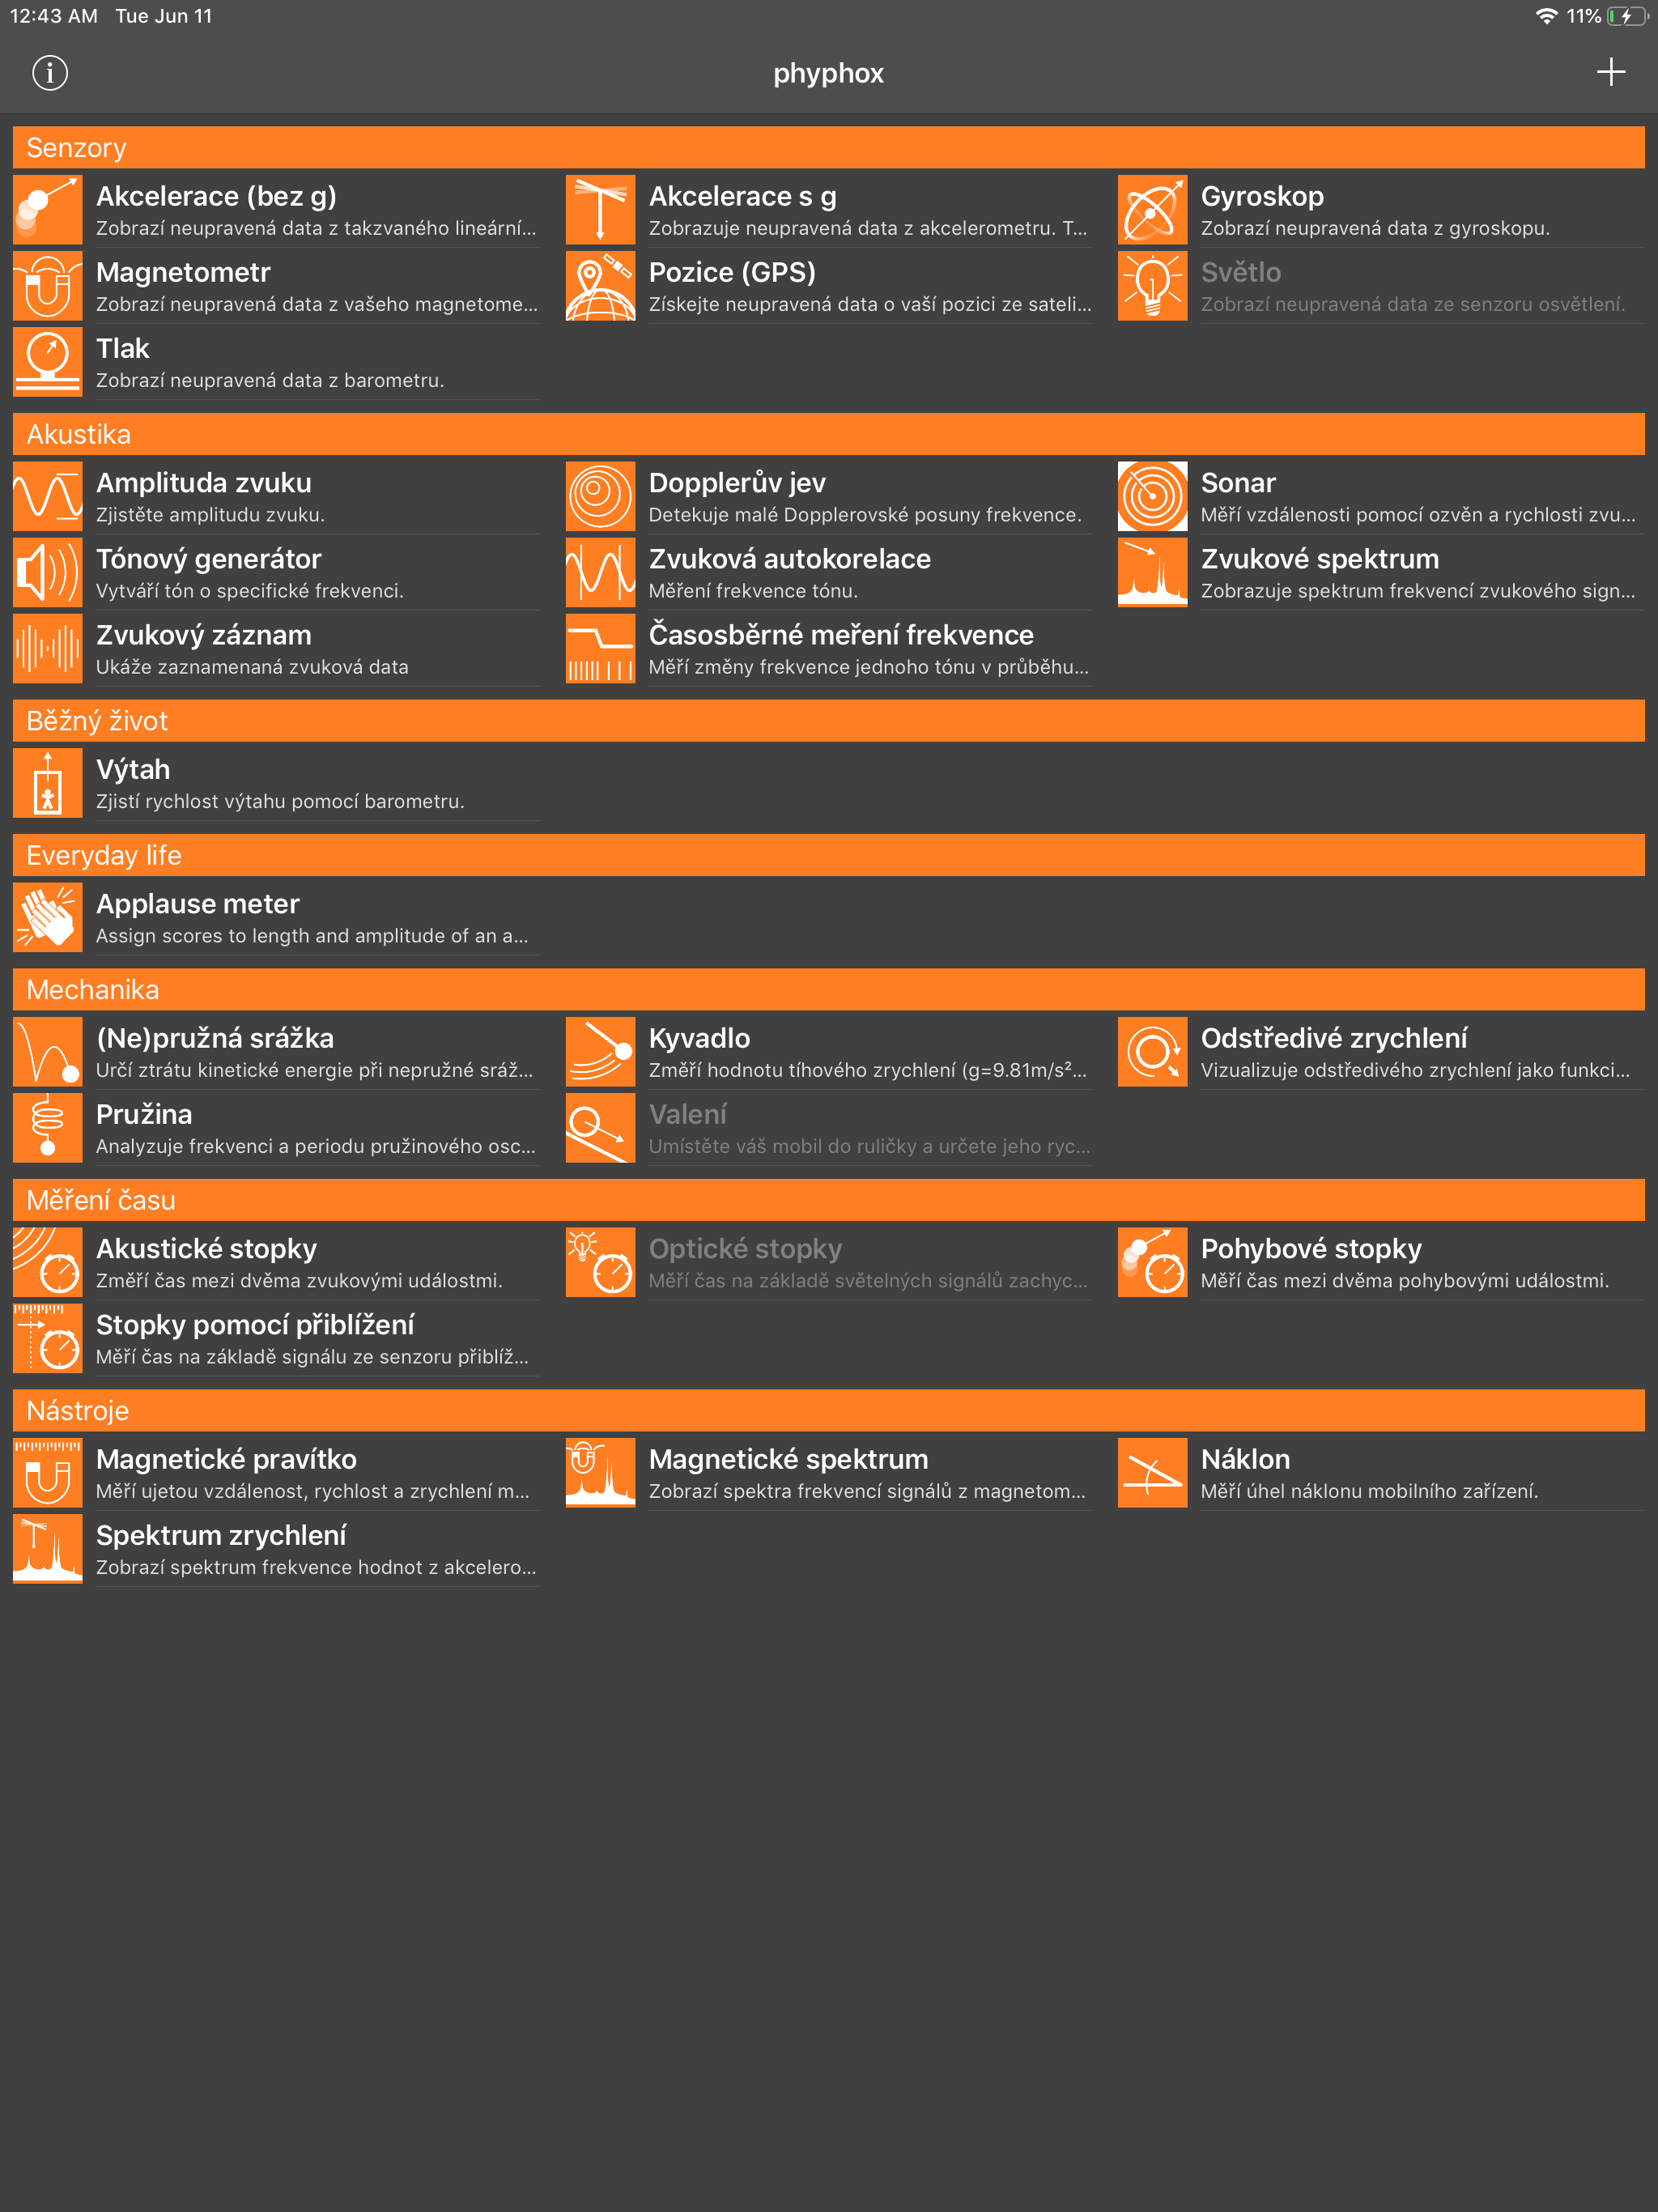 12:43 AM Tue Jun 11 11%
phyphox
Senzory
Akcelerace (bez g)
Zobrazí neupravená data z takzvaného lineární...
Akcelerace s g
Zobrazuje neupravená data z akcelerometru. T...
Gyroskop
Zobrazí neupravená data z gyroskopu.
Magnetometr
Zobrazí neupravená data z vašeho magnetome...
Pozice (GPS)
Získejte neupravená data o vaší pozici ze sateli...
Světlo
Zobrazí neupravená data ze senzoru osvětlení.
Tlak
Zobrazí neupravená data z barometru.
Akustika
Amplituda zvuku
Zjistěte amplitudu zvuku.
Dopplerův jev
Detekuje malé Dopplerovské posuny frekvence.
Sonar
Měří vzdálenosti pomocí ozvěn a rychlosti zvu...
Tónový generátor
Vytváří tón o specifické frekvenci.
Zvuková autokorelace
Měření frekvence tónu.
Zvukové spektrum
Zobrazuje spektrum frekvencí zvukového sign...
Zvukový záznam
Ukáže zaznamenaná zvuková data
Časosběrné meření frekvence
Měří změny frekvence jednoho tónu v průběhu...
Běžný život
Výtah
Zjistí rychlost výtahu pomocí barometru.
Everyday life
Applause meter
Assign scores to length and amplitude of an a...
Mechanika
(Ne)pružná srážka
Určí ztrátu kinetické energie při nepružné sráž...
Kyvadlo
Změří hodnotu tíhového zrychlení (g=9.81m/s²...
Odstředivé zrychlení
Vizualizuje odstředivého zrychlení jako funkci...
Pružina
Analyzuje frekvenci a periodu pružinového osc...
Valení
Umístěte váš mobil do ruličky a určete jeho ryc...
Měření času
Akustické stopky
Změří čas mezi dvěma zvukovými událostmi.
Optické stopky
Měří čas na základě světelných signálů zachyc...
Pohybové stopky
Měří čas mezi dvěma pohybovými událostmi.
Stopky pomocí přiblížení
Měří čas na základě signálu ze senzoru přiblíž...
Nástroje
Magnetické pravítko
Měří ujetou vzdálenost, rychlost a zrychlení m...
Magnetické spektrum
Zobrazí spektra frekvencí signálů z magnetom...
Náklon
Měří úhel náklonu mobilního zařízení.
Spektrum zrychlení
Zobrazí spektrum frekvence hodnot z akcelero...